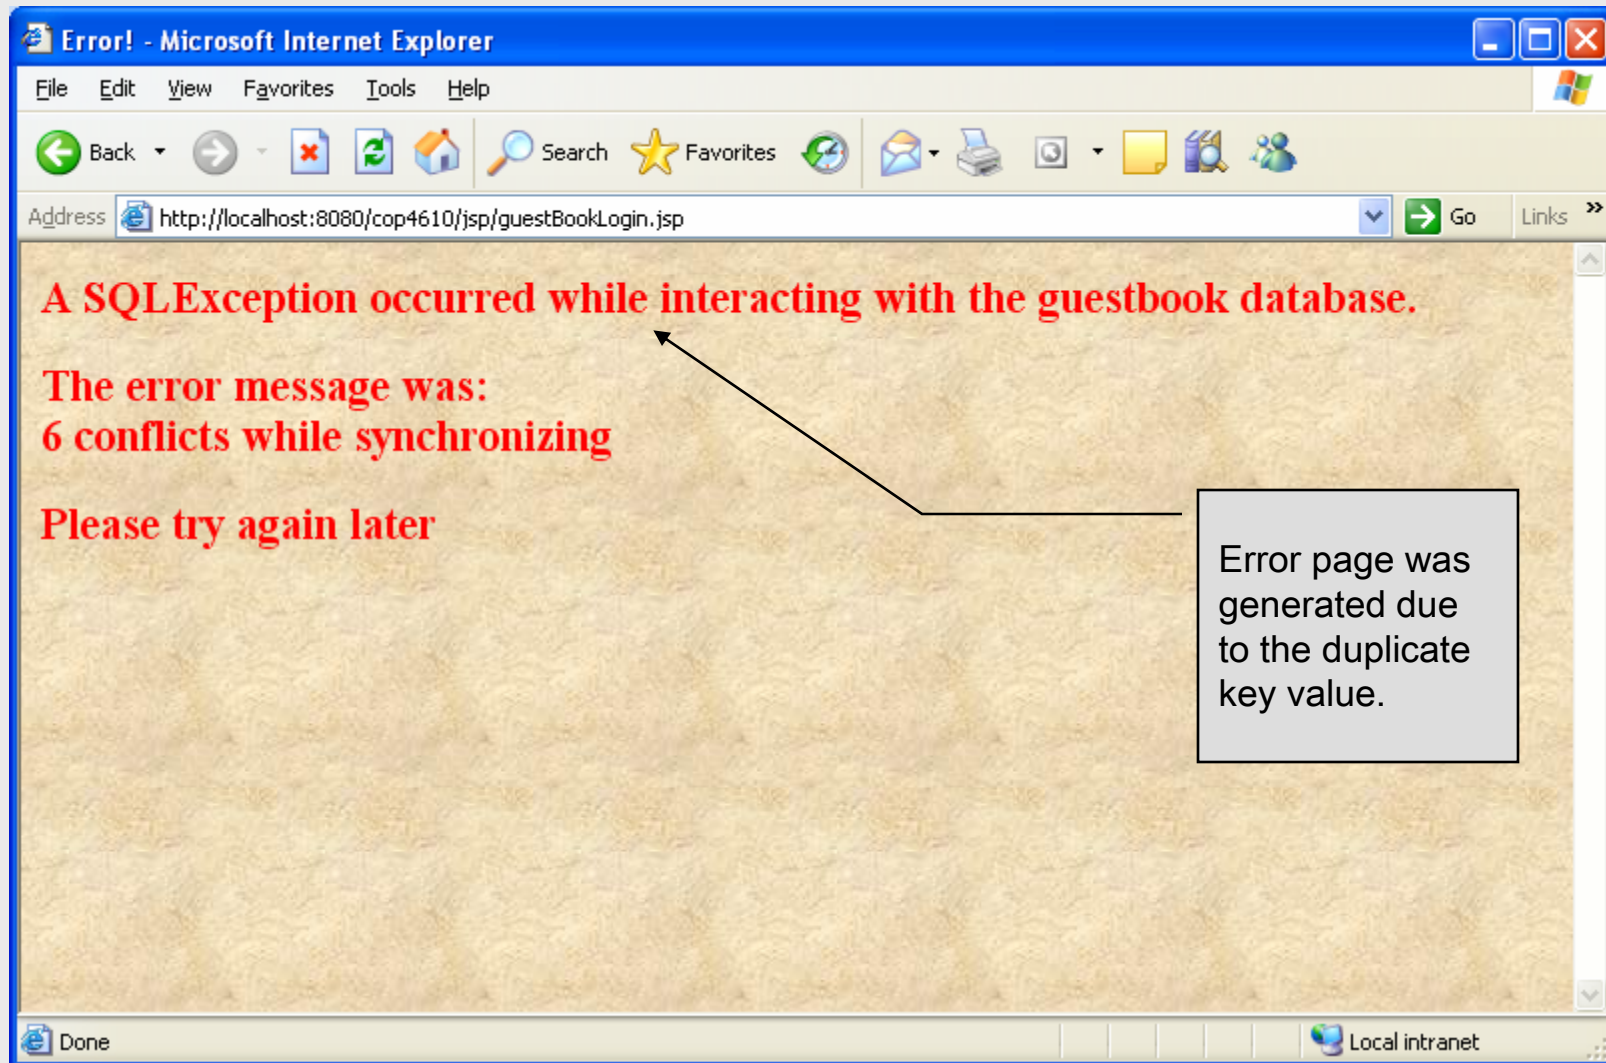 Error! - Microsoft Internet Explorer
File Edit View Favorites Tools Help
Back Search Favorites
Address http://localhost:8080/cop4610/jsp/guestBookLogin.jsp Go Links »
A SQLException occurred while interacting with the guestbook database.
The error message was:
6 conflicts while synchronizing
Please try again later
Error page was
generated due
to the duplicate
key value.
Done Local intranet